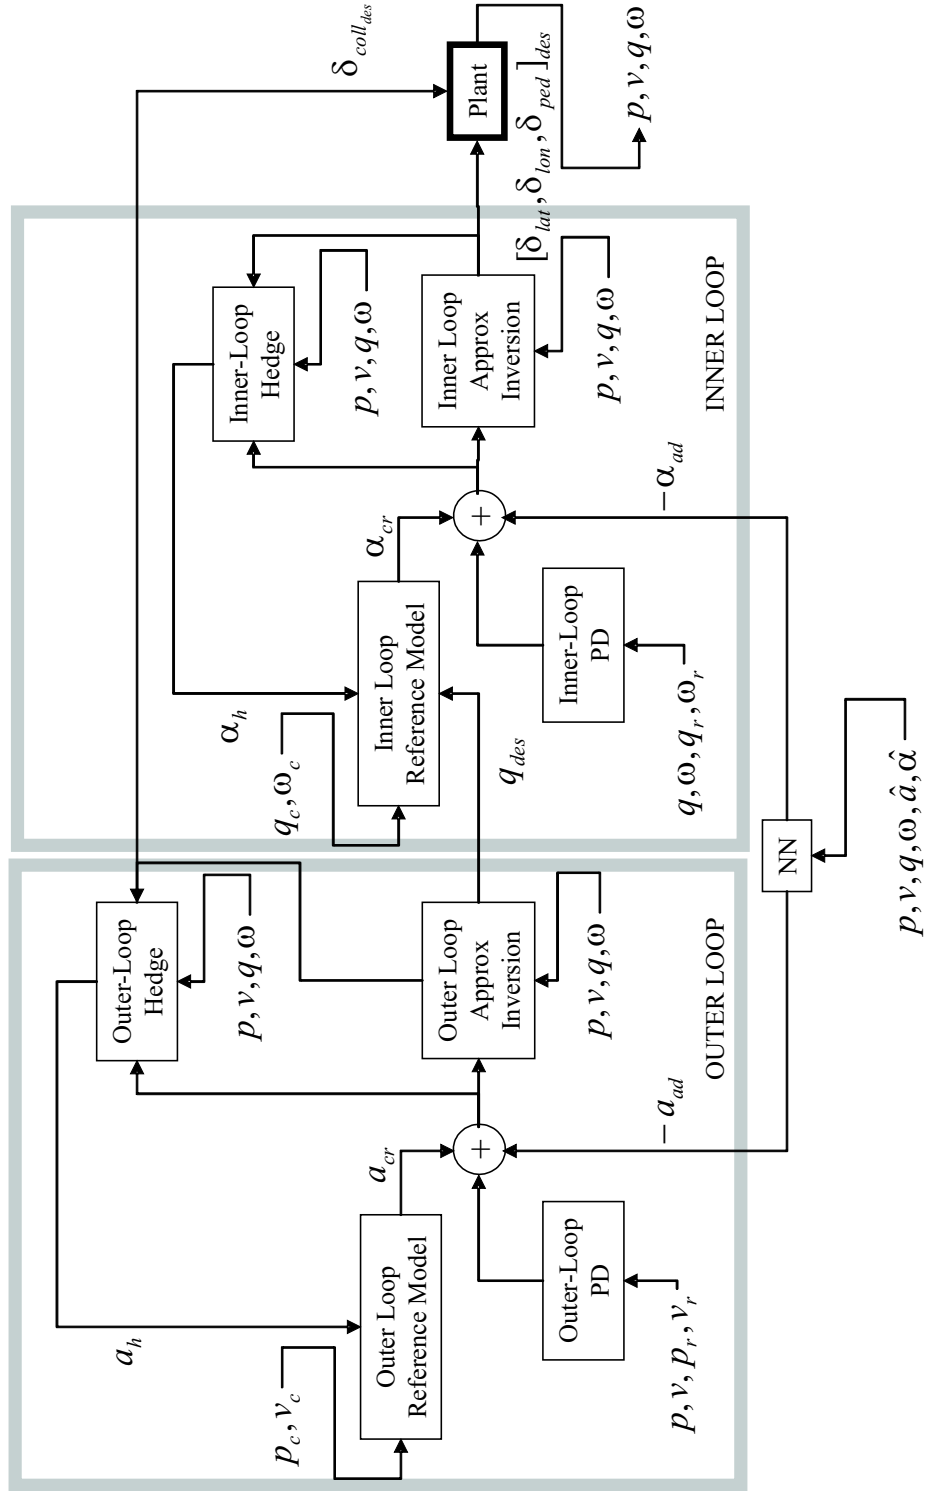 a_h
p_c, v_c
Outer Loop
Reference Model
a_cr
Outer-Loop
PD
p, v, p_r, v_r
−a_ad
Outer-Loop
Hedge
p, v, q, ω
Outer Loop
Approx
Inversion
p, v, q, ω
OUTER LOOP
q_des
NN
p, v, q, ω, â, α̂
α_h
q_c, ω_c
Inner Loop
Reference Model
α_cr
Inner-Loop
PD
q, ω, q_r, ω_r
−α_ad
Inner-Loop
Hedge
p, v, q, ω
Inner Loop
Approx
Inversion
p, v, q, ω
INNER LOOP
δ_coll_des
Plant
[δ_lat, δ_lon, δ_ped]_des
p, v, q, ω